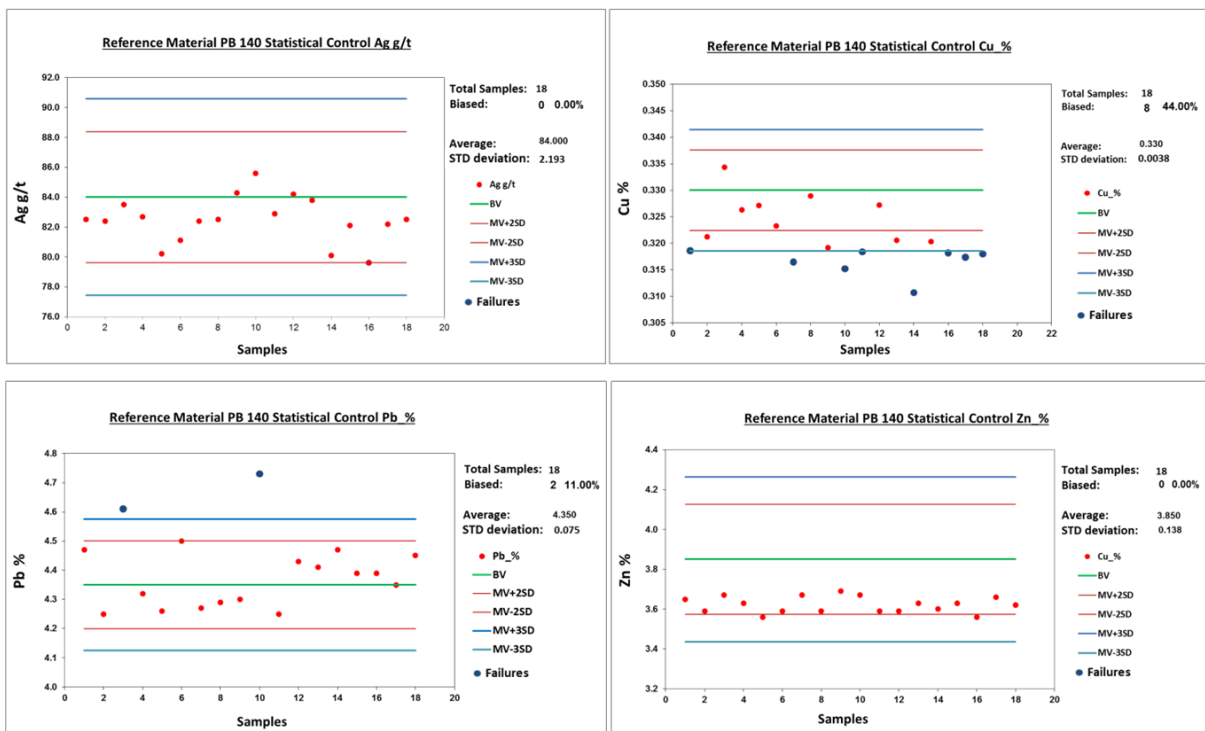 Reference Material PB 140 Statistical Control Ag g/t
92.0
90.0
88.0
86.0
84.0
82.0
80.0
78.0
76.0
Ag g/t
0 2 4 6 8 10 12 14 16 18 20
Samples
Total Samples: 18
Biased: 0 0.00%
Average: 84.000
STD deviation: 2.193
Ag g/t
BV
MV+2SD
MV-2SD
MV+3SD
MV-3SD
Failures
Reference Material PB 140 Statistical Control Cu_%
0.350
0.345
0.340
0.335
0.330
0.325
0.320
0.315
0.310
0.305
Cu %
0 2 4 6 8 10 12 14 16 18 20 22
Samples
Total Samples: 18
Biased: 8 44.00%
Average: 0.330
STD deviation: 0.0038
Cu_%
BV
MV+2SD
MV-2SD
MV+3SD
MV-3SD
Failures
Reference Material PB 140 Statistical Control Pb_%
4.8
4.7
4.6
4.5
4.4
4.3
4.2
4.1
4.0
Pb %
0 2 4 6 8 10 12 14 16 18 20
Samples
Total Samples: 18
Biased: 2 11.00%
Average: 4.350
STD deviation: 0.075
Pb_%
BV
MV+2SD
MV-2SD
MV+3SD
MV-3SD
Failures
Reference Material PB 140 Statistical Control Zn_%
4.4
4.2
4.0
3.8
3.6
3.4
3.2
Zn %
0 2 4 6 8 10 12 14 16 18 20
Samples
Total Samples: 18
Biased: 0 0.00%
Average: 3.850
STD deviation: 0.138
Cu_%
BV
MV+2SD
MV-2SD
MV+3SD
MV-3SD
Failures